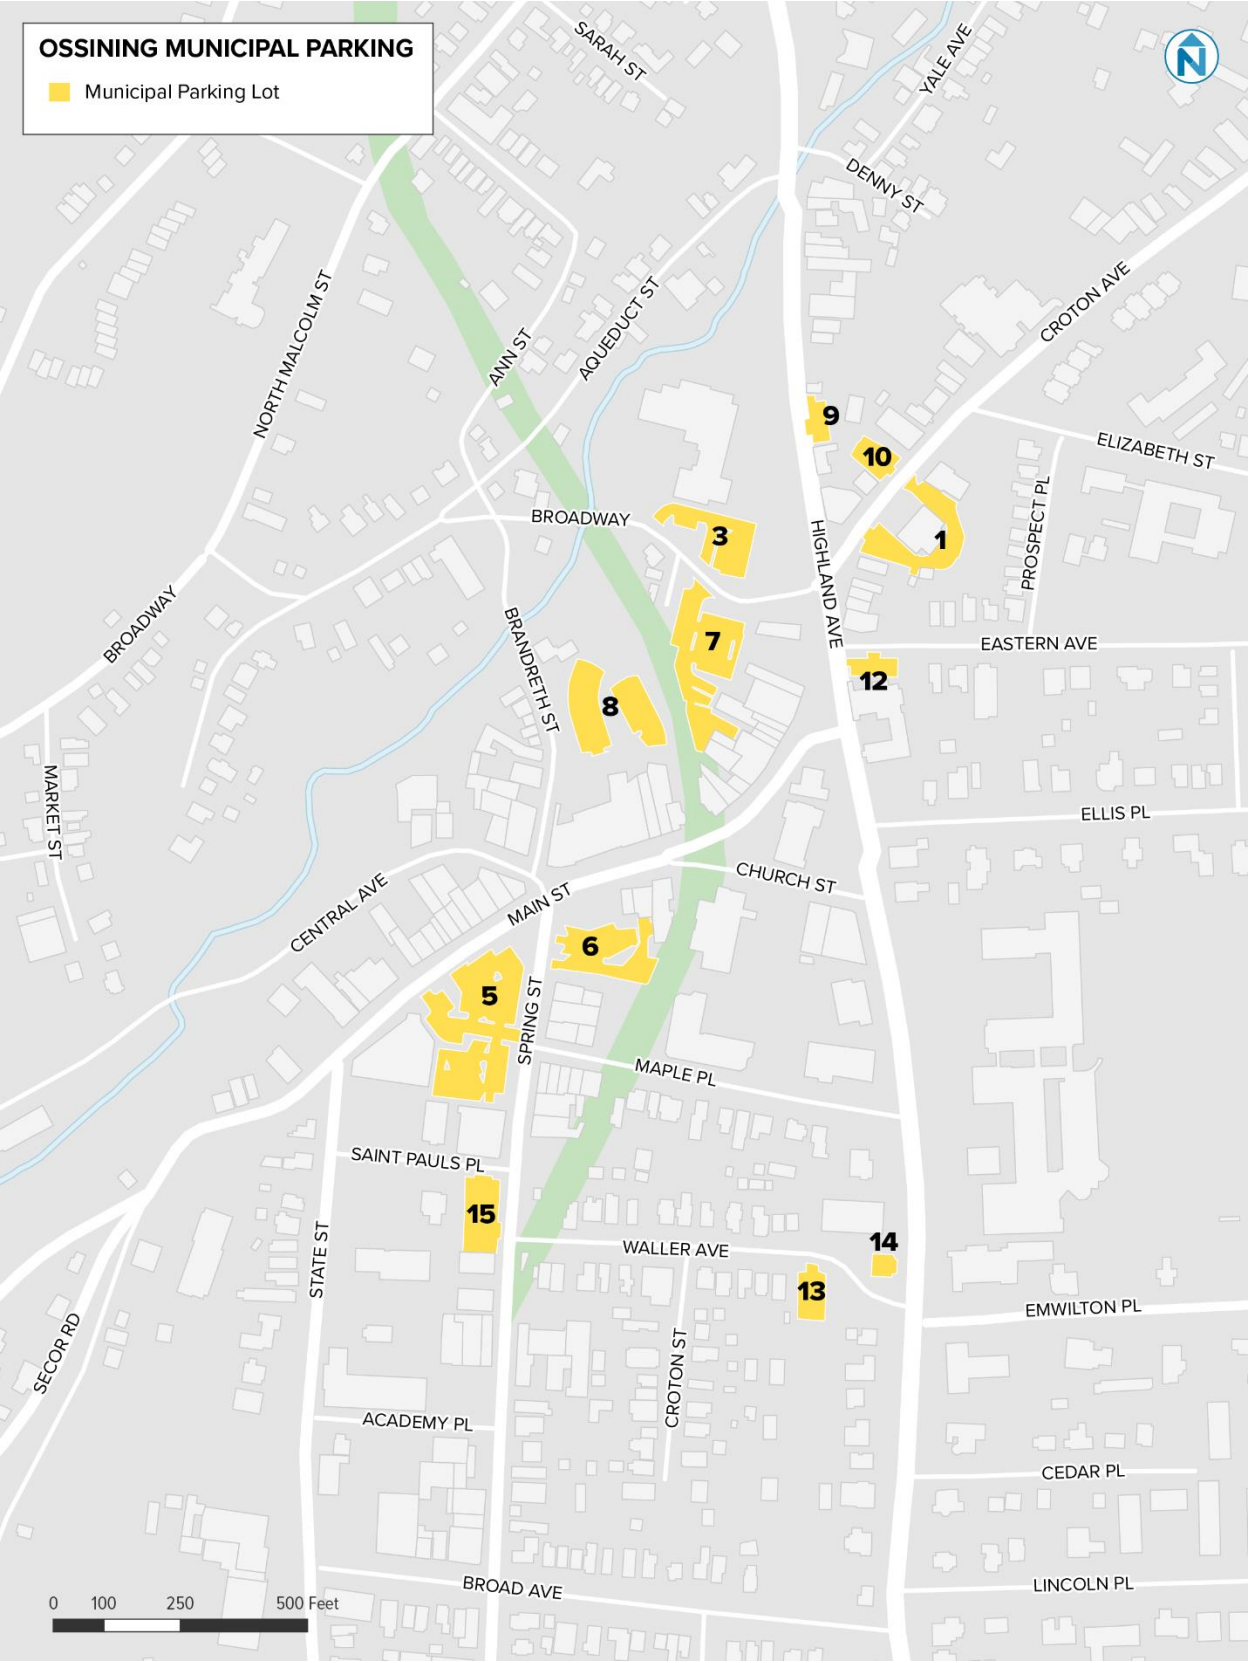 OSSINING MUNICIPAL PARKING
Municipal Parking Lot
N
SARAH ST
YALE AVE
DENNY ST
CROTON AVE
NORTH MALCOLM ST
ANN ST
AQUEDUCT ST
9
10
ELIZABETH ST
BROADWAY
3
1
PROSPECT PL
HIGHLAND AVE
BROADWAY
BRANDRETH ST
7
EASTERN AVE
12
8
MARKET ST
ELLIS PL
CHURCH ST
CENTRAL AVE
MAIN ST
6
5
SPRING ST
MAPLE PL
SAINT PAULS PL
15
STATE ST
WALLER AVE
14
13
EMWILTON PL
SECOR RD
CROTON ST
ACADEMY PL
CEDAR PL
BROAD AVE
LINCOLN PL
0 100 250 500 Feet